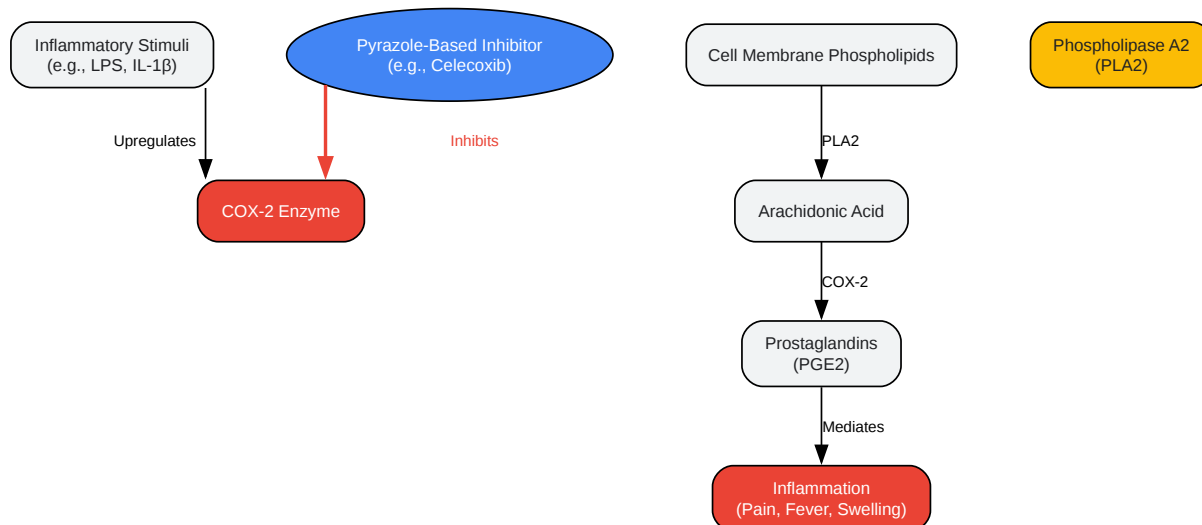 Inflammatory Stimuli
(e.g., LPS, IL-1β)
Pyrazole-Based Inhibitor
(e.g., Celecoxib)
Cell Membrane Phospholipids
Phospholipase A2
(PLA2)
Upregulates
Inhibits
PLA2
COX-2 Enzyme
Arachidonic Acid
COX-2
Prostaglandins
(PGE2)
Mediates
Inflammation
(Pain, Fever, Swelling)